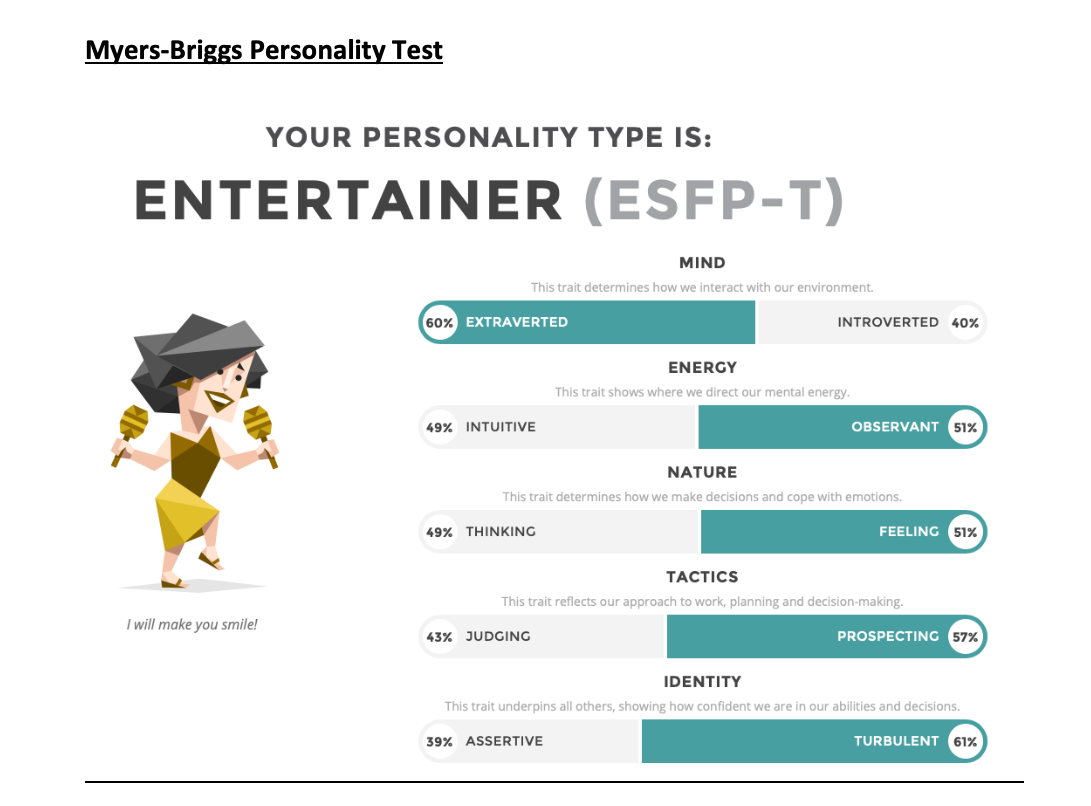 Myers-Briggs Personality Test
YOUR PERSONALITY TYPE IS:
ENTERTAINER (ESFP-T)
MIND
This trait determines how we interact with our environment.
60% EXTRAVERTED INTROVERTED 40%
ENERGY
This trait shows where we direct our mental energy.
49% INTUITIVE OBSERVANT 51%
NATURE
This trait determines how we make decisions and cope with emotions.
49% THINKING FEELING 51%
TACTICS
This trait reflects our approach to work, planning and decision-making.
43% JUDGING PROSPECTING 57%
IDENTITY
This trait underpins all others, showing how confident we are in our abilities and decisions.
39% ASSERTIVE TURBULENT 61%
I will make you smile!